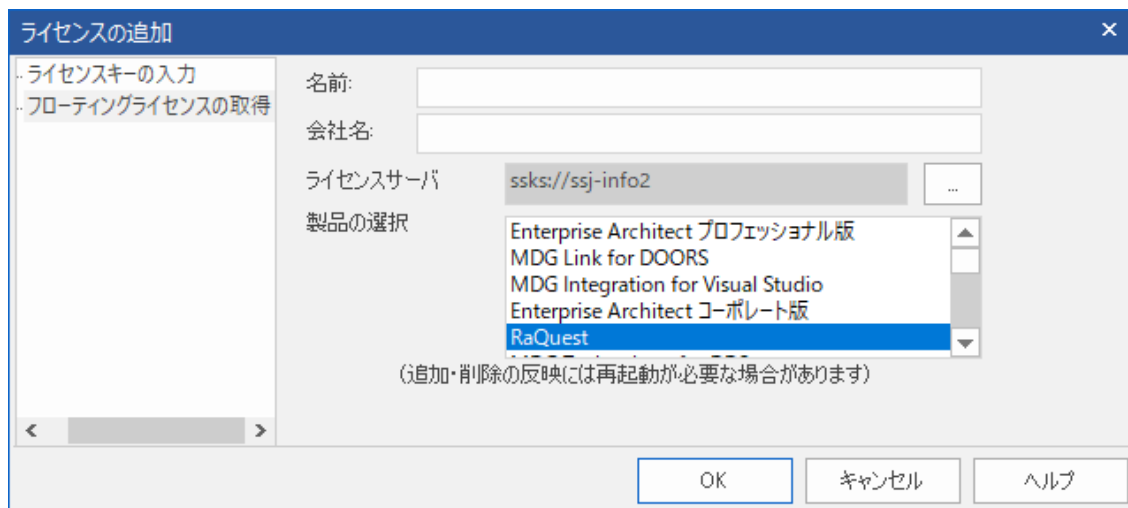 ライセンスの追加
ライセンスキーの入力
フローティングライセンスの取得
名前:
会社名:
ライセンスサーバ
ssks://ssj-info2
...
製品の選択
Enterprise Architect プロフェッショナル版
MDG Link for DOORS
MDG Integration for Visual Studio
Enterprise Architect コーポレート版
RaQuest
(追加・削除の反映には再起動が必要な場合があります)
OK
キャンセル
ヘルプ